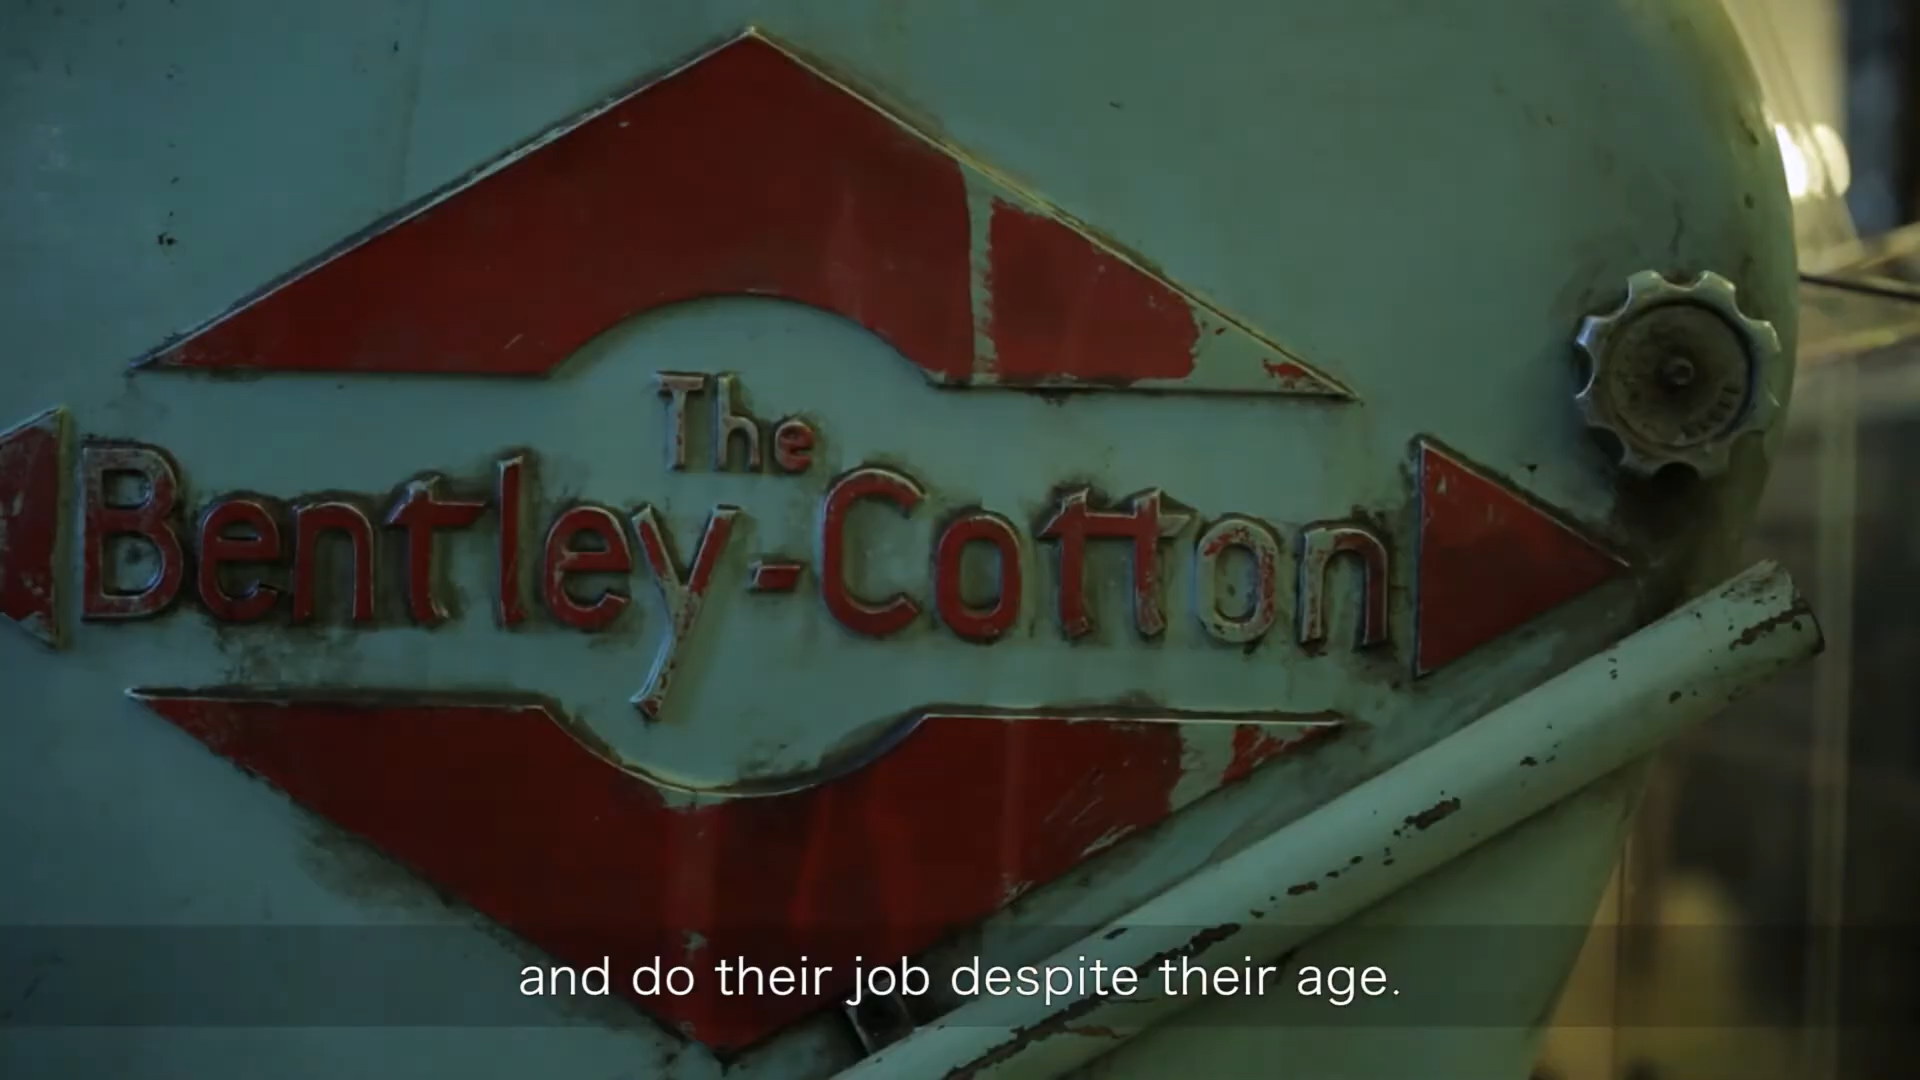 The
Bentley-Cotton
and do their job despite their age.